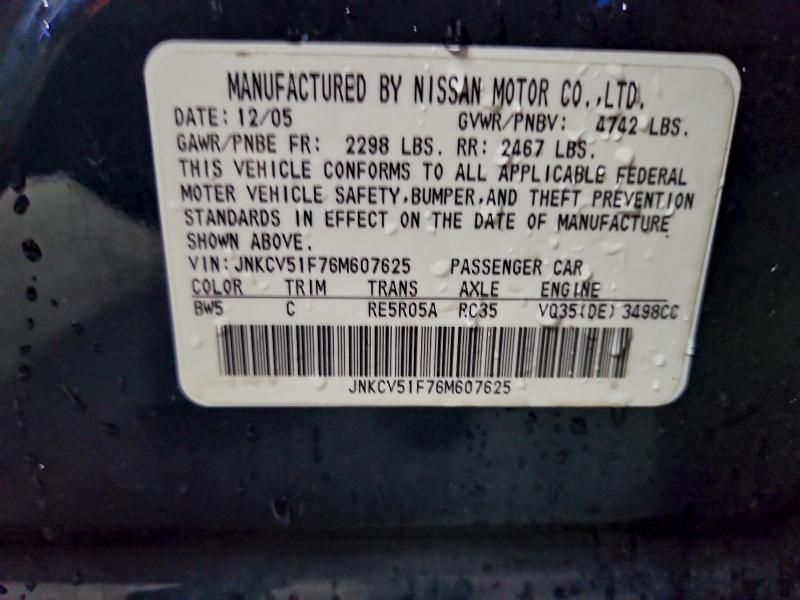 MANUFACTURED BY NISSAN MOTOR CO.,LTD.
DATE: 12/05 GVWR/PNBV: 4742 LBS.
GAWR/PNBE FR: 2298 LBS. RR: 2467 LBS.
THIS VEHICLE CONFORMS TO ALL APPLICABLE FEDERAL
MOTER VEHICLE SAFETY,BUMPER,AND THEFT PREVENTION
STANDARDS IN EFFECT ON THE DATE OF MANUFACTURE
SHOWN ABOVE.
VIN:JNKCV51F76M607625 PASSENGER CAR
COLOR TRIM TRANS AXLE ENGINE
BW5 C RE5R05A RC35 VQ35(DE) 3498CC
JNKCV51F76M607625